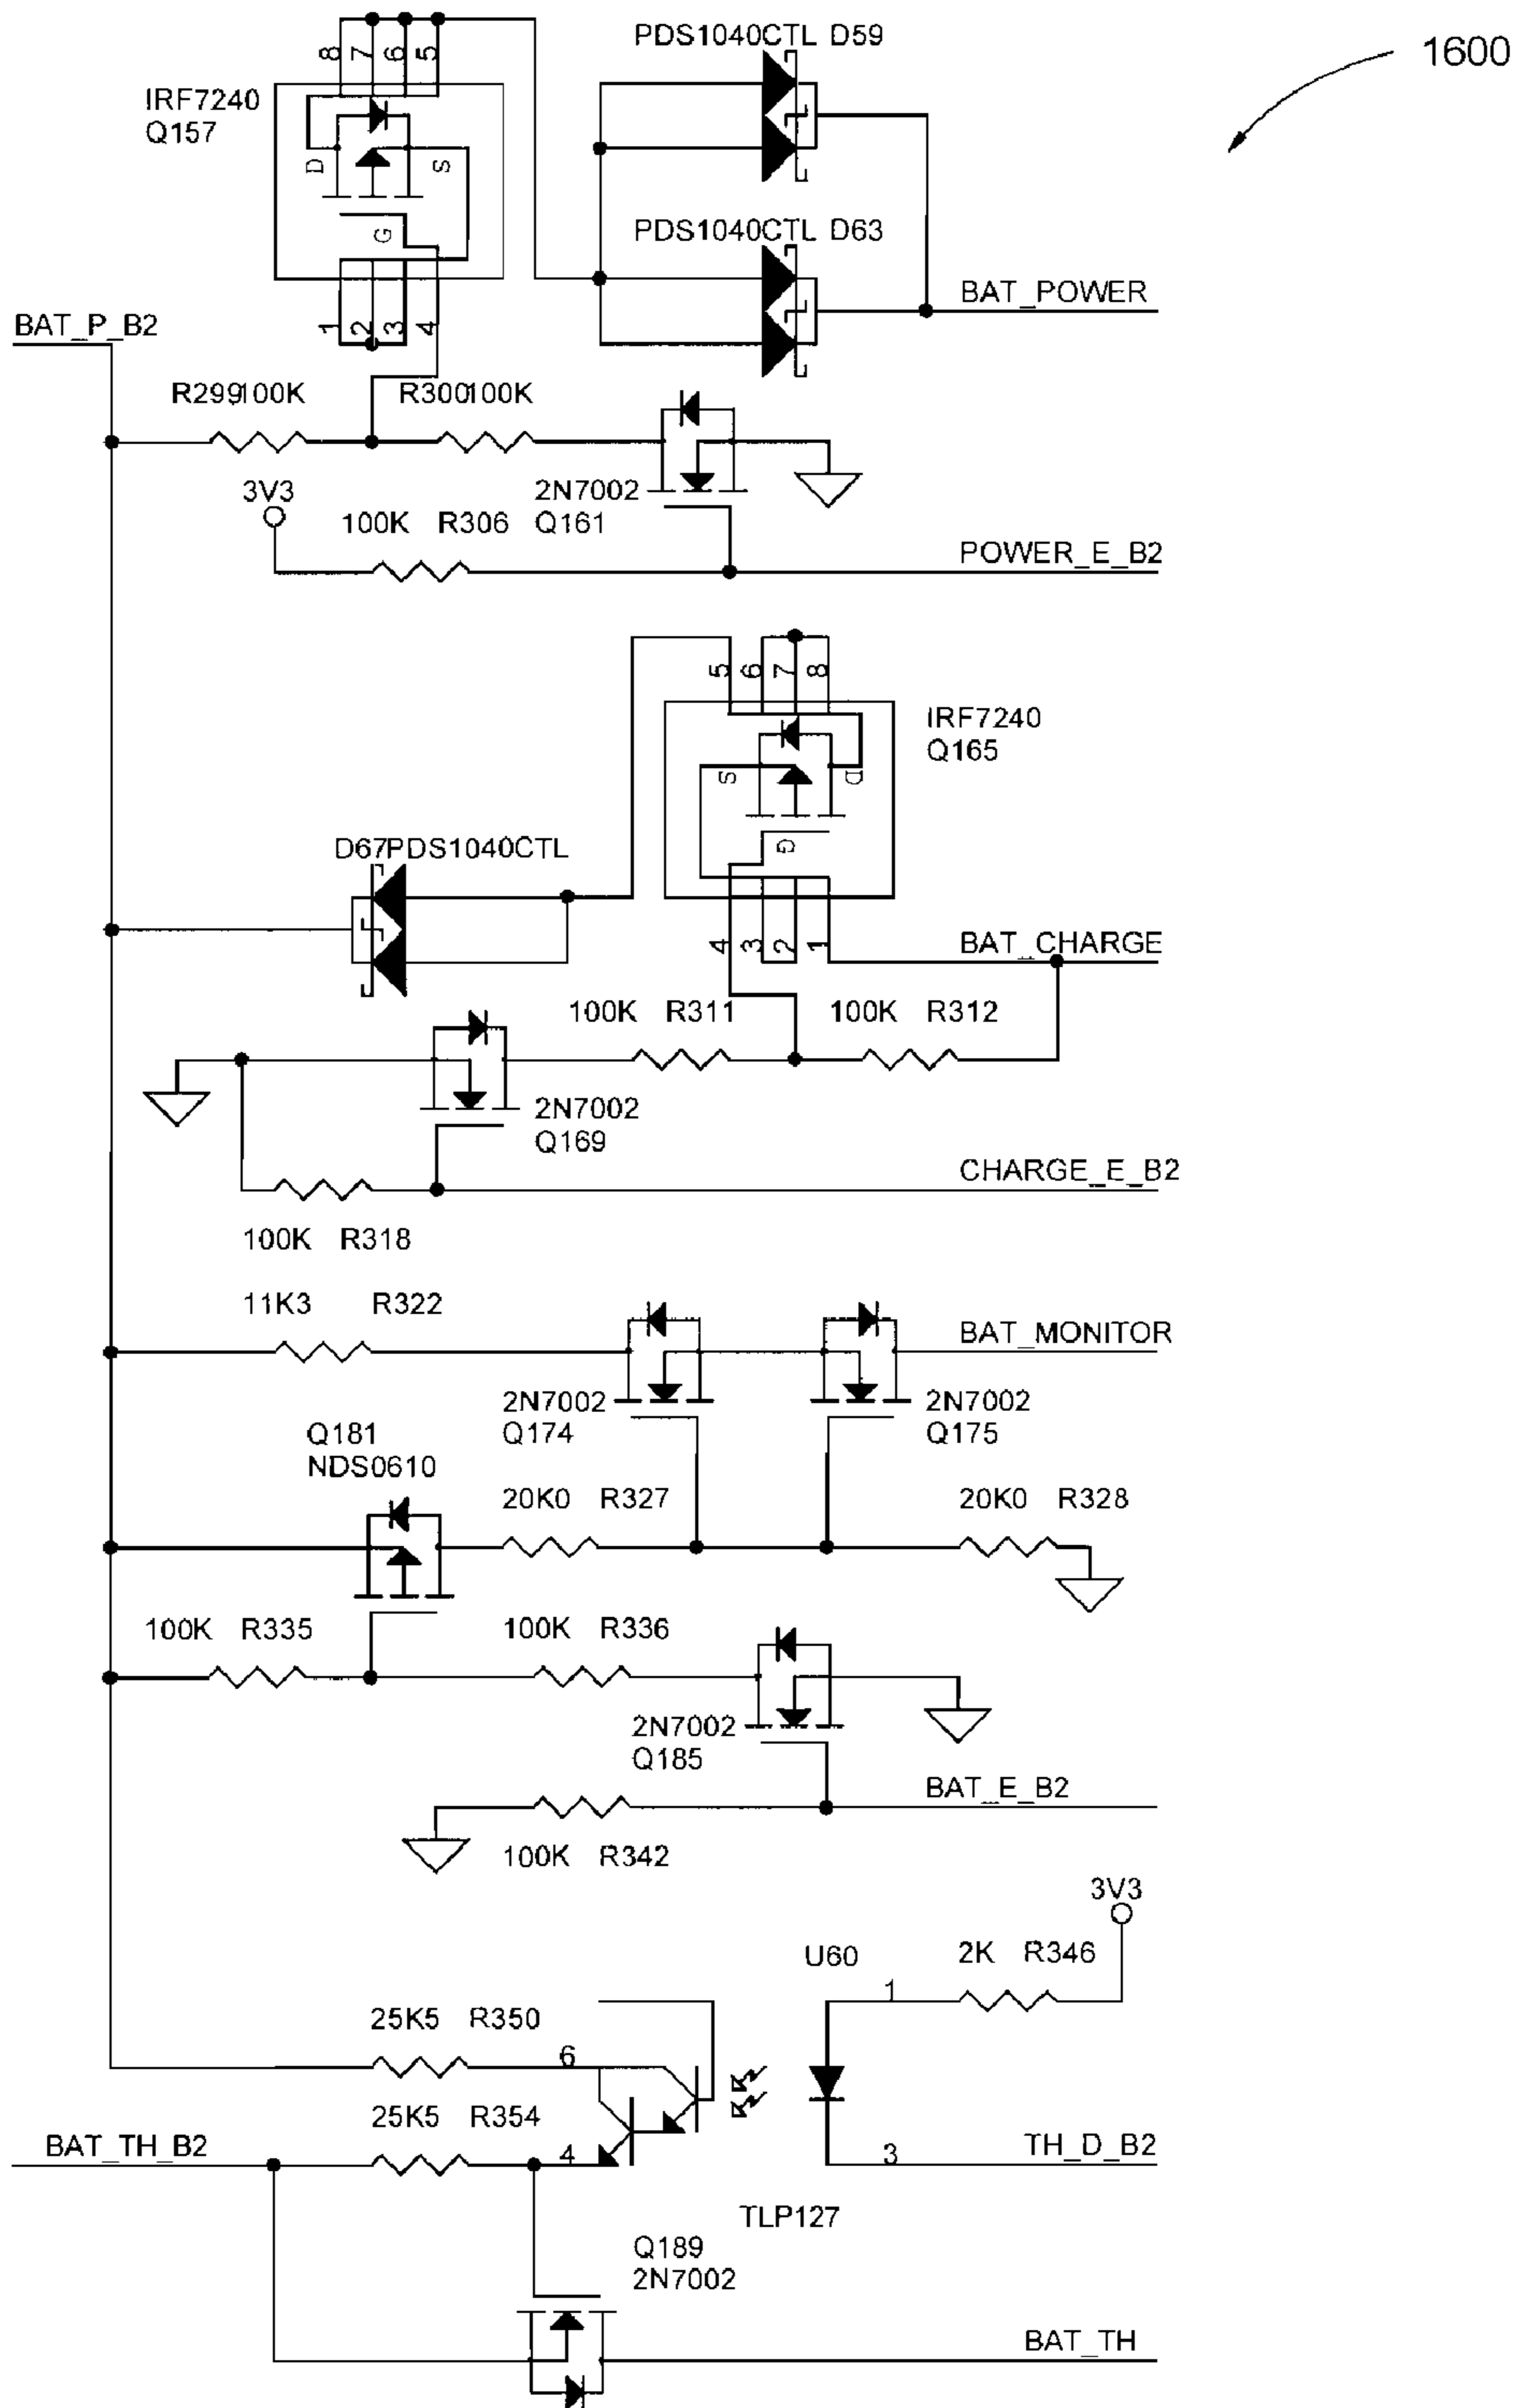 1600
PDS1040CTL D59
8 7 6 5
IRF7240
Q157
D
S
G
PDS1040CTL D63
BAT_POWER
BAT_P_B2
1 2 3 4
R299100K
R300100K
2N7002
Q161
3V3
100K R306
POWER_E_B2
5 6 7 8
IRF7240
Q165
S
D
G
D67PDS1040CTL
4 3 2 1
BAT_CHARGE
100K R311
100K R312
2N7002
Q169
CHARGE_E_B2
100K R318
11K3 R322
BAT_MONITOR
2N7002
Q174
2N7002
Q175
Q181
NDS0610
20K0 R327
20K0 R328
100K R335
100K R336
2N7002
Q185
BAT_E_B2
100K R342
3V3
U60
2K R346
1
25K5 R350
6
25K5 R354
BAT_TH_B2
4
3
TH_D_B2
TLP127
Q189
2N7002
BAT_TH